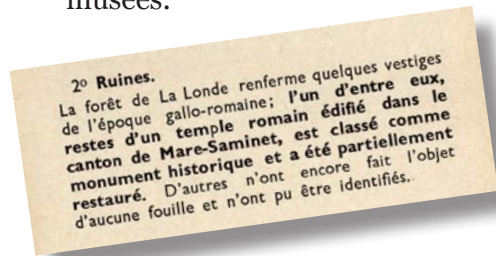 musées.
2º Ruines.
La forêt de La Londe renferme quelques vestiges
de l'époque gallo-romaine; l'un d'entre eux,
restes d'un temple romain édifié dans le
canton de Mare-Saminet, est classé comme
monument historique et a été partiellement
restauré. D'autres n'ont encore fait l'objet
d'aucune fouille et n'ont pu être identifiés.